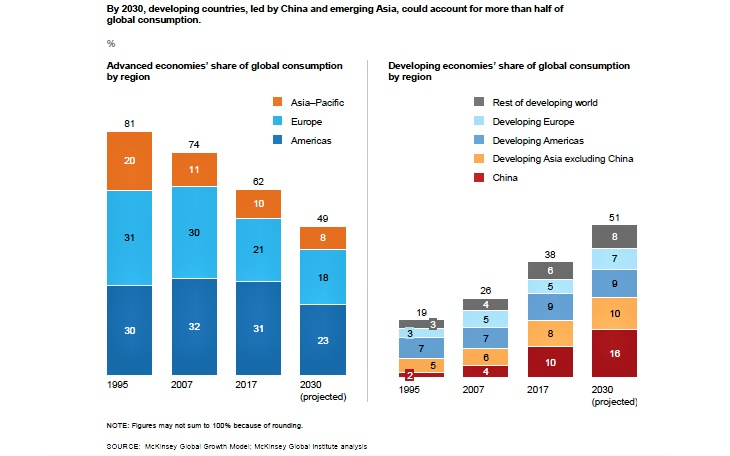 By 2030, developing countries, led by China and emerging Asia, could account for more than half of
global consumption.
%
Advanced economies' share of global consumption
by region
Asia–Pacific
Europe
Americas
81
20
31
30
1995
74
11
30
32
2007
62
10
21
31
2017
49
8
18
23
2030
(projected)
Developing economies' share of global consumption
by region
Rest of developing world
Developing Europe
Developing Americas
Developing Asia excluding China
China
19
3
3
7
5
2
1995
26
4
5
7
6
4
2007
38
6
5
9
8
10
2017
51
8
7
9
10
16
2030
(projected)
NOTE: Figures may not sum to 100% because of rounding.
SOURCE: McKinsey Global Growth Model; McKinsey Global Institute analysis